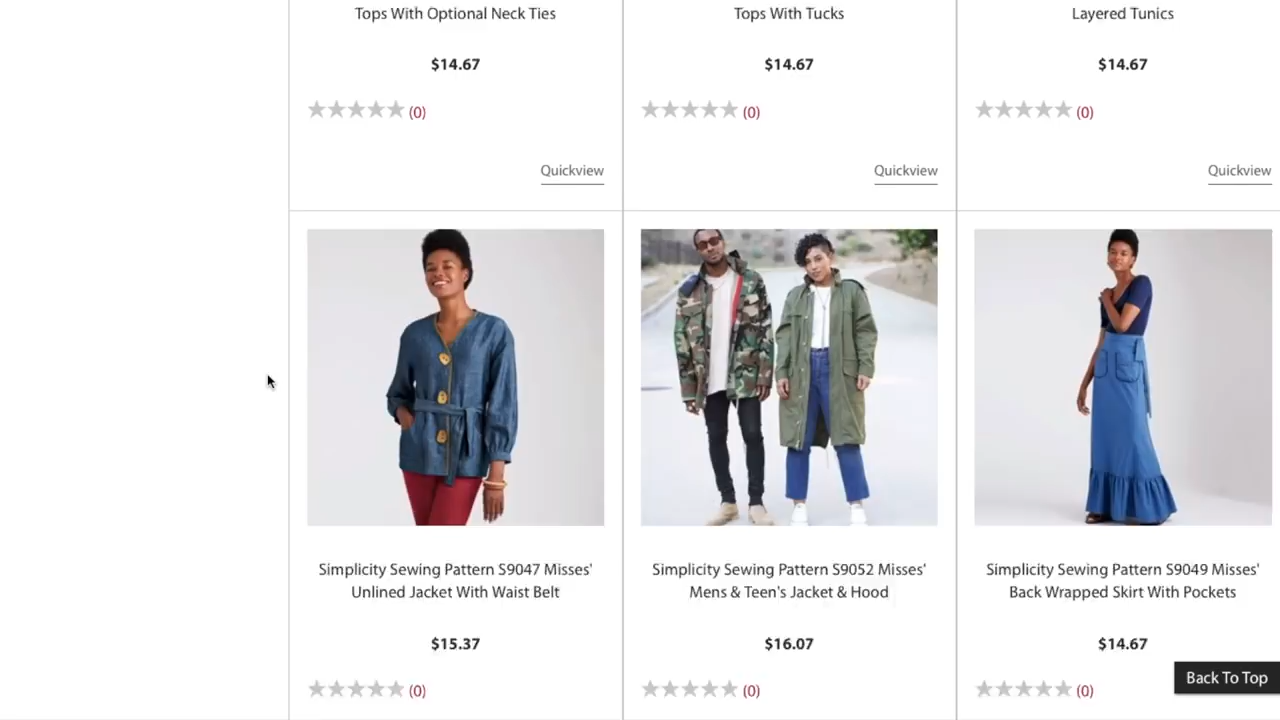 Tops With Optional Neck Ties
$14.67
(0)
Quickview
Tops With Tucks
$14.67
(0)
Quickview
Layered Tunics
$14.67
(0)
Quickview
Simplicity Sewing Pattern S9047 Misses'
Unlined Jacket With Waist Belt
$15.37
(0)
Simplicity Sewing Pattern S9052 Misses'
Mens & Teen's Jacket & Hood
$16.07
(0)
Simplicity Sewing Pattern S9049 Misses'
Back Wrapped Skirt With Pockets
$14.67
(0)
Back To Top